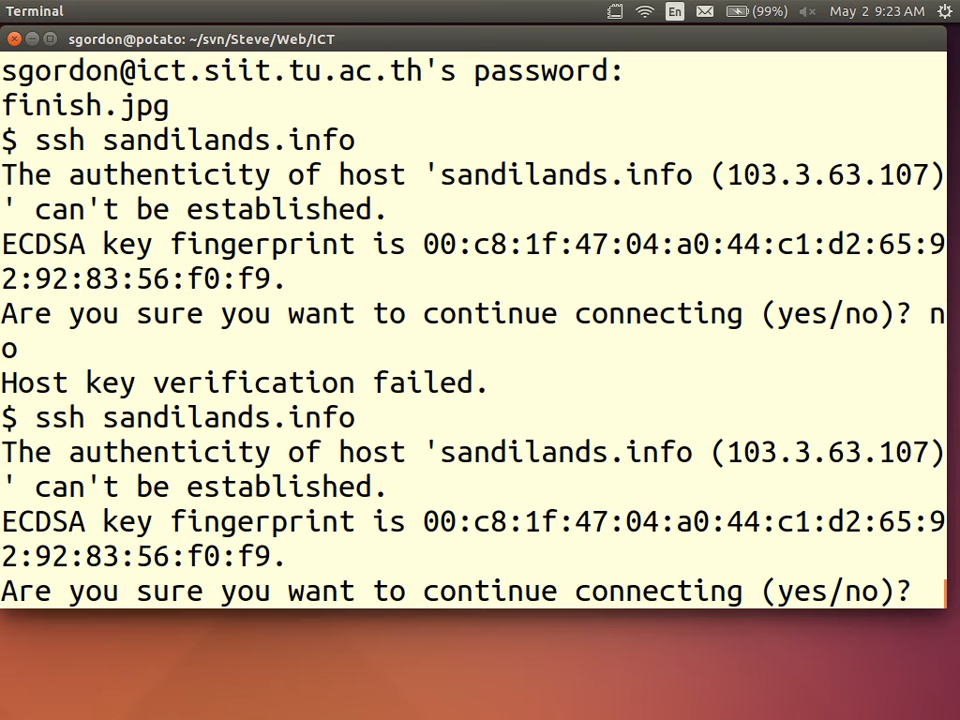 Terminal
En
(99%)
May 2 9:23 AM
sgordon@potato: ~/svn/Steve/Web/ICT
sgordon@ict.siit.tu.ac.th's password:
finish.jpg
$ ssh sandilands.info
The authenticity of host 'sandilands.info (103.3.63.107)
' can't be established.
ECDSA key fingerprint is 00:c8:1f:47:04:a0:44:c1:d2:65:9
2:92:83:56:f0:f9.
Are you sure you want to continue connecting (yes/no)? n
o
Host key verification failed.
$ ssh sandilands.info
The authenticity of host 'sandilands.info (103.3.63.107)
' can't be established.
ECDSA key fingerprint is 00:c8:1f:47:04:a0:44:c1:d2:65:9
2:92:83:56:f0:f9.
Are you sure you want to continue connecting (yes/no)?